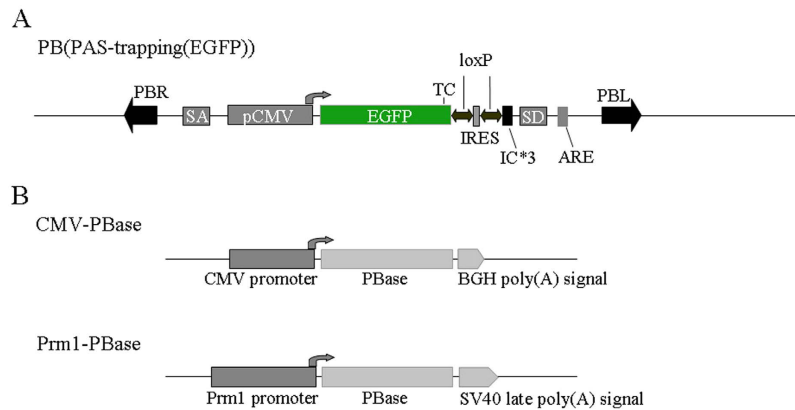 A
PB(PAS-trapping(EGFP))
loxP
PBR
TC
PBL
SA
pCMV
EGFP
SD
IRES
IC*3
ARE
B
CMV-PBase
CMV promoter
PBase
BGH poly(A) signal
Prm1-PBase
Prm1 promoter
PBase
SV40 late poly(A) signal